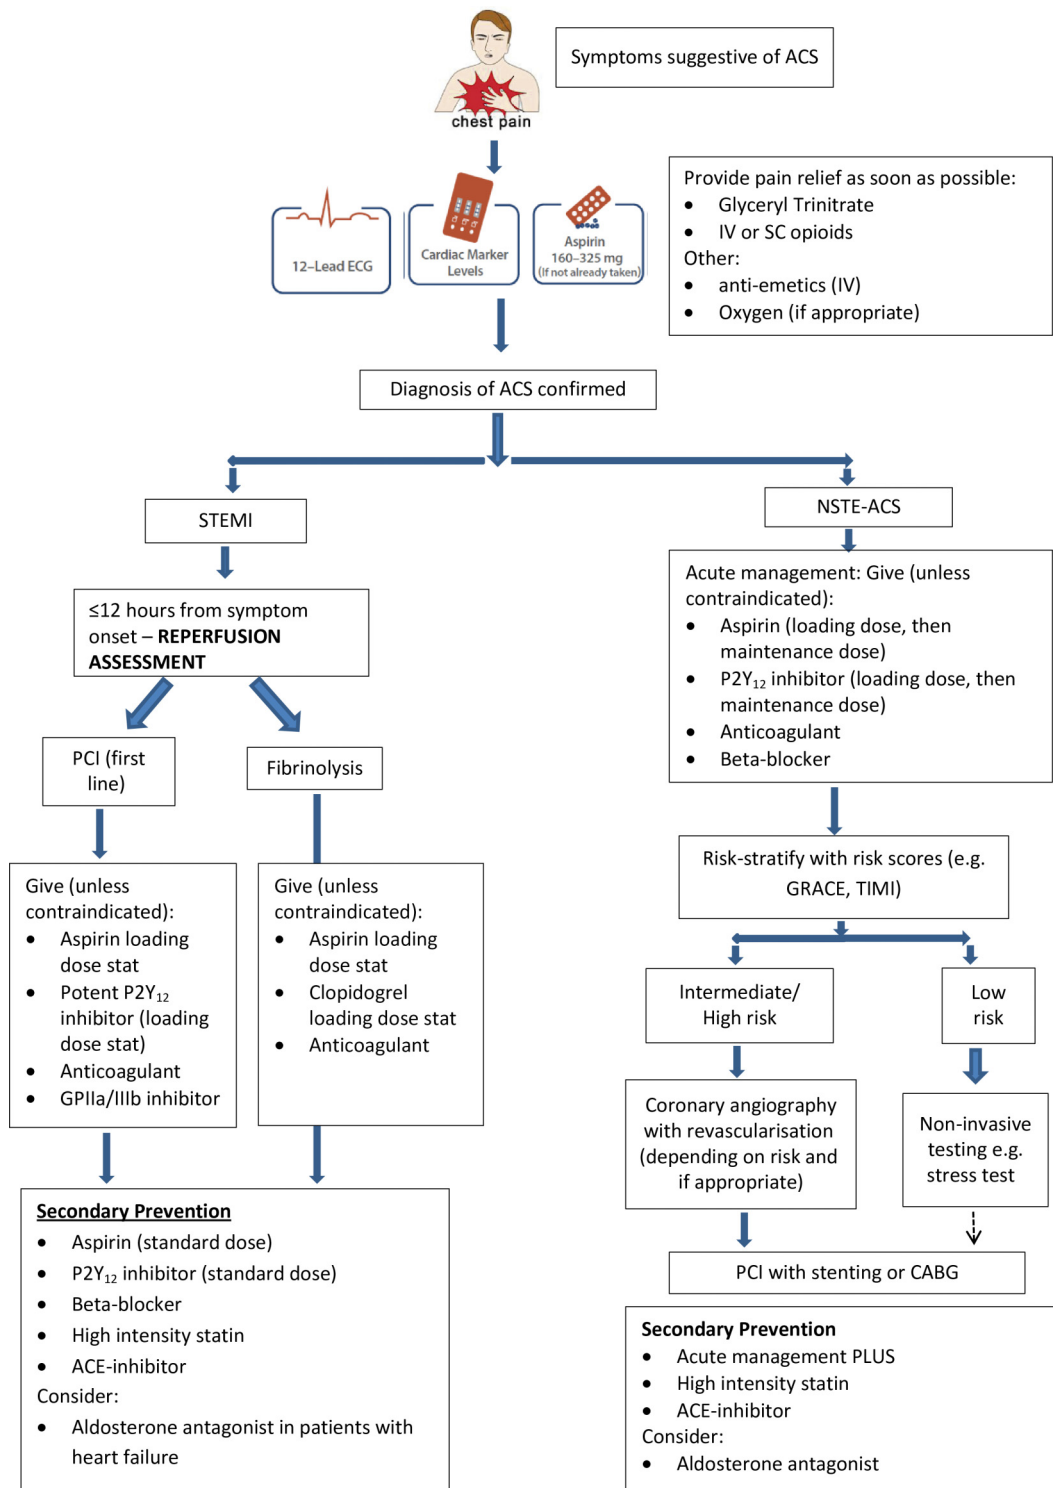 Symptoms suggestive of ACS
chest pain
12–Lead ECG
Cardiac Marker
Levels
Aspirin
160–325 mg
(If not already taken)
Provide pain relief as soon as possible:
• Glyceryl Trinitrate
• IV or SC opioids
Other:
• anti-emetics (IV)
• Oxygen (if appropriate)
Diagnosis of ACS confirmed
STEMI
≤12 hours from symptom
onset – REPERFUSION
ASSESSMENT
PCI (first
line)
Fibrinolysis
Give (unless
contraindicated):
• Aspirin loading
dose stat
• Potent P2Y₁₂
inhibitor (loading
dose stat)
• Anticoagulant
• GPIIa/IIIb inhibitor
Give (unless
contraindicated):
• Aspirin loading
dose stat
• Clopidogrel
loading dose stat
• Anticoagulant
Secondary Prevention
• Aspirin (standard dose)
• P2Y₁₂ inhibitor (standard dose)
• Beta-blocker
• High intensity statin
• ACE-inhibitor
Consider:
• Aldosterone antagonist in patients with
heart failure
NSTE-ACS
Acute management: Give (unless
contraindicated):
• Aspirin (loading dose, then
maintenance dose)
• P2Y₁₂ inhibitor (loading dose, then
maintenance dose)
• Anticoagulant
• Beta-blocker
Risk-stratify with risk scores (e.g.
GRACE, TIMI)
Intermediate/
High risk
Low
risk
Coronary angiography
with revascularisation
(depending on risk and
if appropriate)
Non-invasive
testing e.g.
stress test
PCI with stenting or CABG
Secondary Prevention
• Acute management PLUS
• High intensity statin
• ACE-inhibitor
Consider:
• Aldosterone antagonist